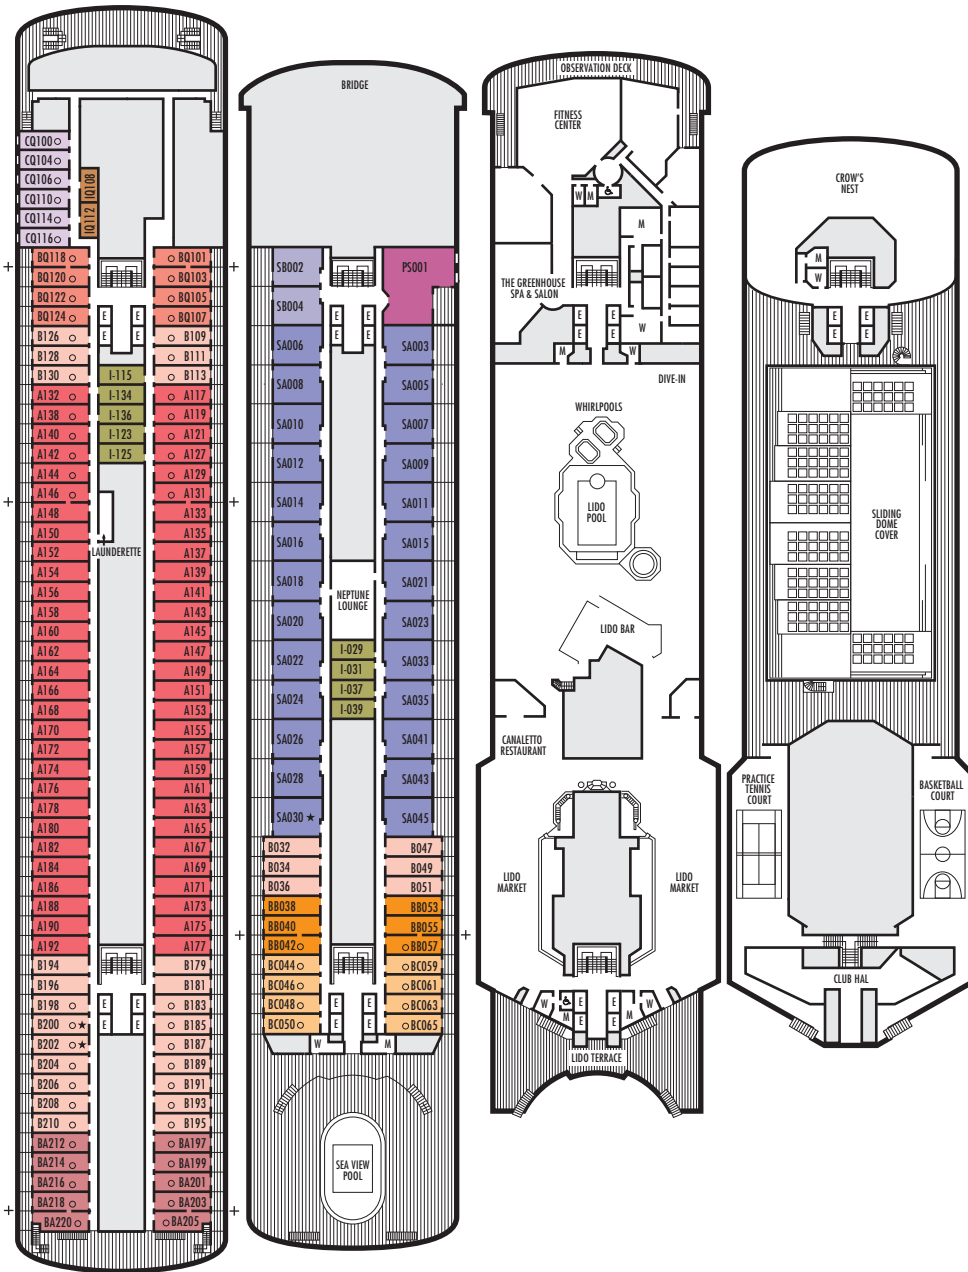 CQ100
CQ104
CQ106
CQ110
CQ114
CQ116
IQ108
IQ112
BQ118
BQ120
BQ122
BQ124
B126
B128
B130
A132
A138
A140
A142
A144
A146
A148
A150
A152
A154
A156
A158
A160
A162
A164
A166
A168
A170
A172
A174
A176
A178
A180
A182
A184
A186
A188
A190
A192
B194
B196
B198
B200
B202
B204
B206
B208
B210
BA212
BA214
BA216
BA218
BA220
E E
E E
I-115
I-134
I-136
I-123
I-125
LAUNDERETTE
E E
E E
BQ101
BQ103
BQ105
BQ107
B109
B111
B113
A117
A119
A121
A127
A129
A131
A133
A135
A137
A139
A141
A143
A145
A147
A149
A151
A153
A155
A157
A159
A161
A163
A165
A167
A169
A171
A173
A175
A177
B179
B181
B183
B185
B187
B189
B191
B193
B195
BA197
BA199
BA201
BA203
BA205
BRIDGE
SB002
SB004
SA006
SA008
SA010
SA012
SA014
SA016
SA018
SA020
SA022
SA024
SA026
SA028
SA030
B032
B034
B036
BB038
BB040
BB042
BC044
BC046
BC048
BC050
E E
E E
NEPTUNE
LOUNGE
I-029
I-031
I-037
I-039
E E
E E
W M
PS001
SA003
SA005
SA007
SA009
SA011
SA015
SA021
SA023
SA033
SA035
SA041
SA043
SA045
B047
B049
B051
BB053
BB055
BB057
BC059
BC061
BC063
BC065
SEA VIEW
POOL
OBSERVATION DECK
FITNESS
CENTER
W M
M
THE GREENHOUSE
SPA & SALON
E E
E E
W
M W
DIVE-IN
WHIRLPOOLS
LIDO
POOL
LIDO BAR
CANALETTO
RESTAURANT
LIDO
MARKET
LIDO
MARKET
W E E W
M E E M
E E
LIDO TERRACE
CROW'S
NEST
M
W
E E
E E
SLIDING
DOME
COVER
PRACTICE
TENNIS
COURT
BASKETBALL
COURT
CLUB HAL